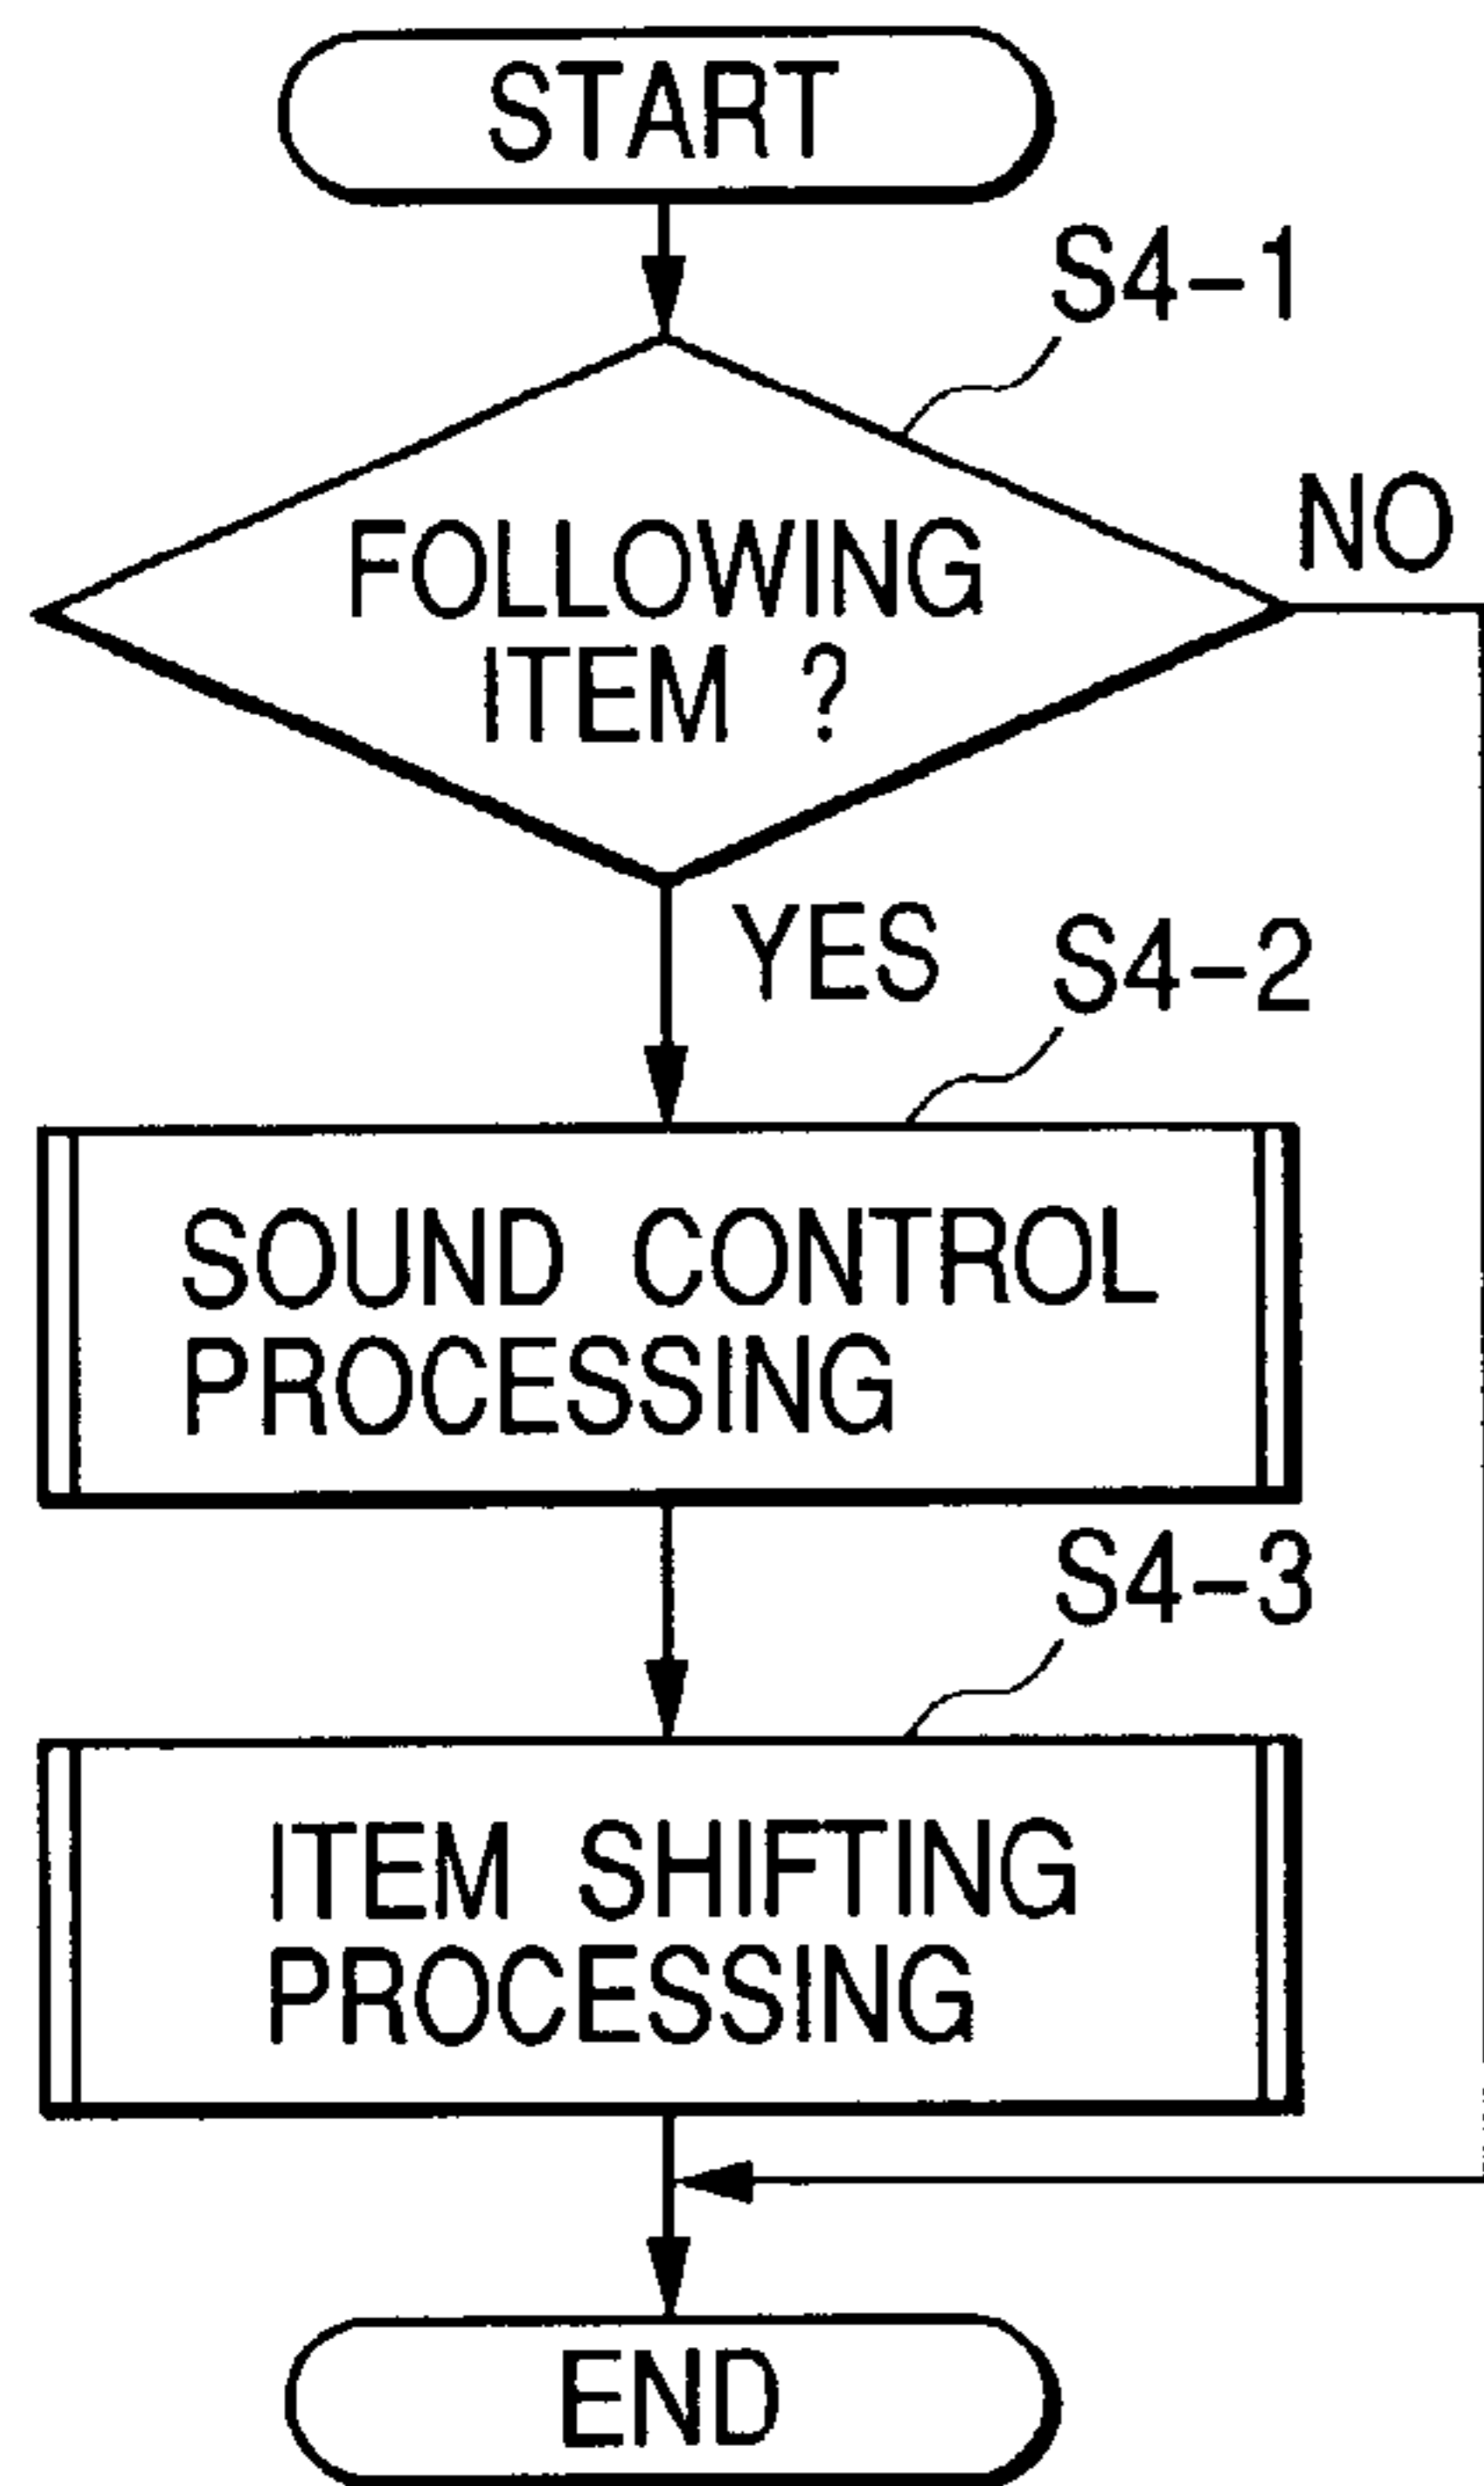 START
S4-1
NO
FOLLOWING
ITEM ?
YES
S4-2
SOUND CONTROL
PROCESSING
S4-3
ITEM SHIFTING
PROCESSING
END